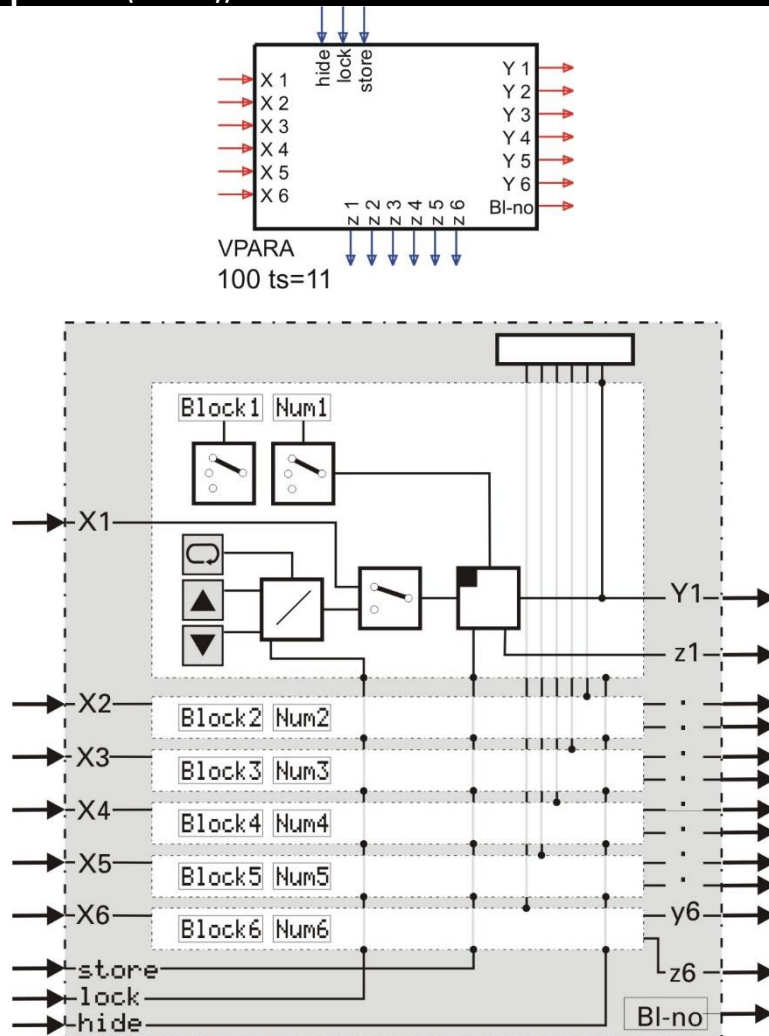 hide lock store
X 1
X 2
X 3
X 4
X 5
X 6
Y 1
Y 2
Y 3
Y 4
Y 5
Y 6
Bl-no
z 1 z 2 z 3 z 4 z 5 z 6
VPARA
100 ts=11
Block1 Num1
X1
Y1
z1
X2
Block2 Num2
X3
Block3 Num3
X4
Block4 Num4
X5
Block5 Num5
X6
Block6 Num6
y6
z6
store
lock
hide
Bl-no